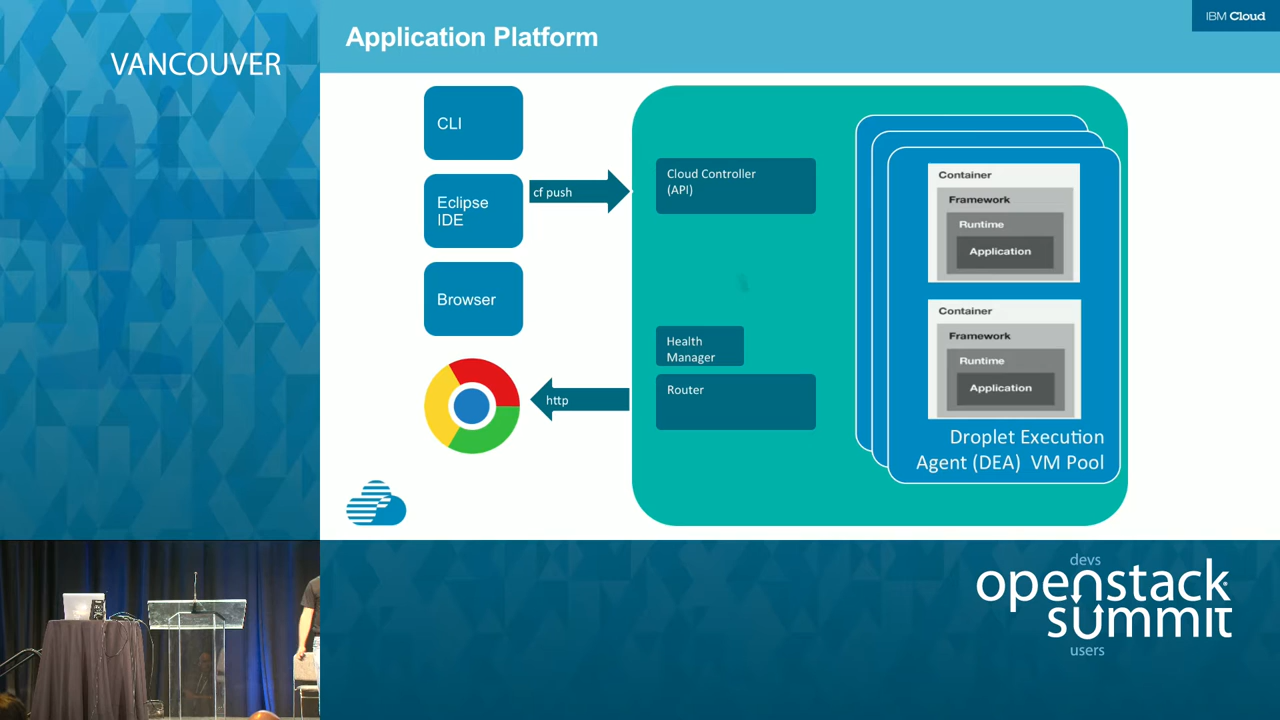 VANCOUVER
Application Platform
IBM Cloud
CLI
Eclipse
IDE
Browser
cf push
http
Cloud Controller
(API)
Health
Manager
Router
Container
Framework
Runtime
Application
Container
Framework
Runtime
Application
Droplet Execution
Agent (DEA) VM Pool
devs
openstack
summit
users